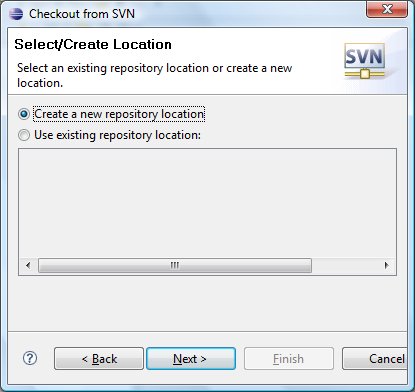 Checkout from SVN
Select/Create Location
Select an existing repository location or create a new
location.
SVN
Create a new repository location
Use existing repository location:
? < Back Next > Finish Cancel